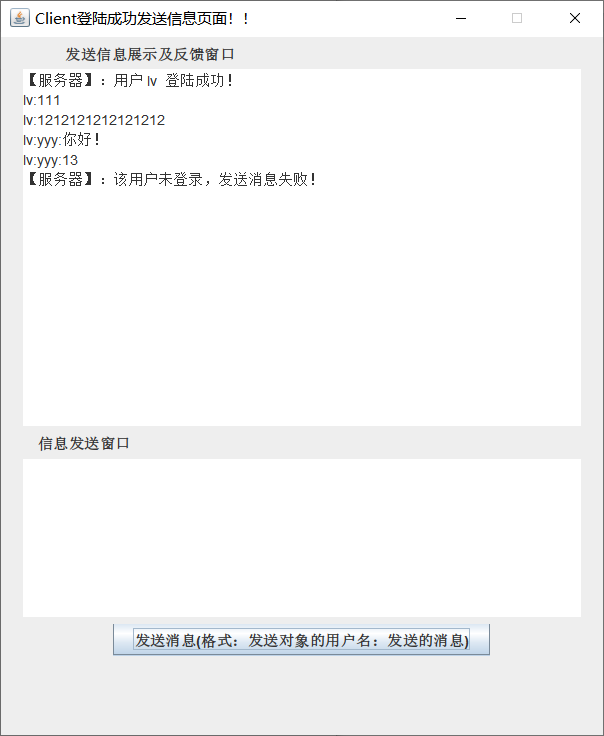 Client登陆成功发送信息页面！！
发送信息展示及反馈窗口
【服务器】：用户 lv  登陆成功！
lv:111
lv:1212121212121212
lv:yyy:你好！
lv:yyy:13
【服务器】：该用户未登录，发送消息失败！
信息发送窗口
发送消息(格式：发送对象的用户名：发送的消息)